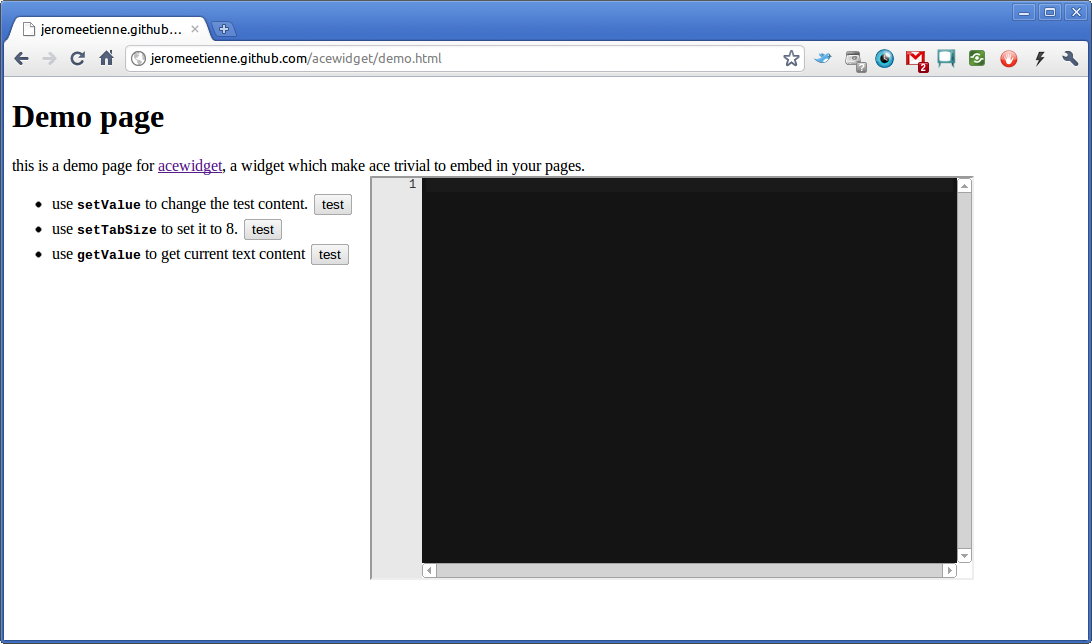 jeromeetienne.github...
jeromeetienne.github.com/acewidget/demo.html
?
2
Demo page
this is a demo page for acewidget, a widget which make ace trivial to embed in your pages.
use setValue to change the test content. test
use setTabSize to set it to 8. test
use getValue to get current text content test
1